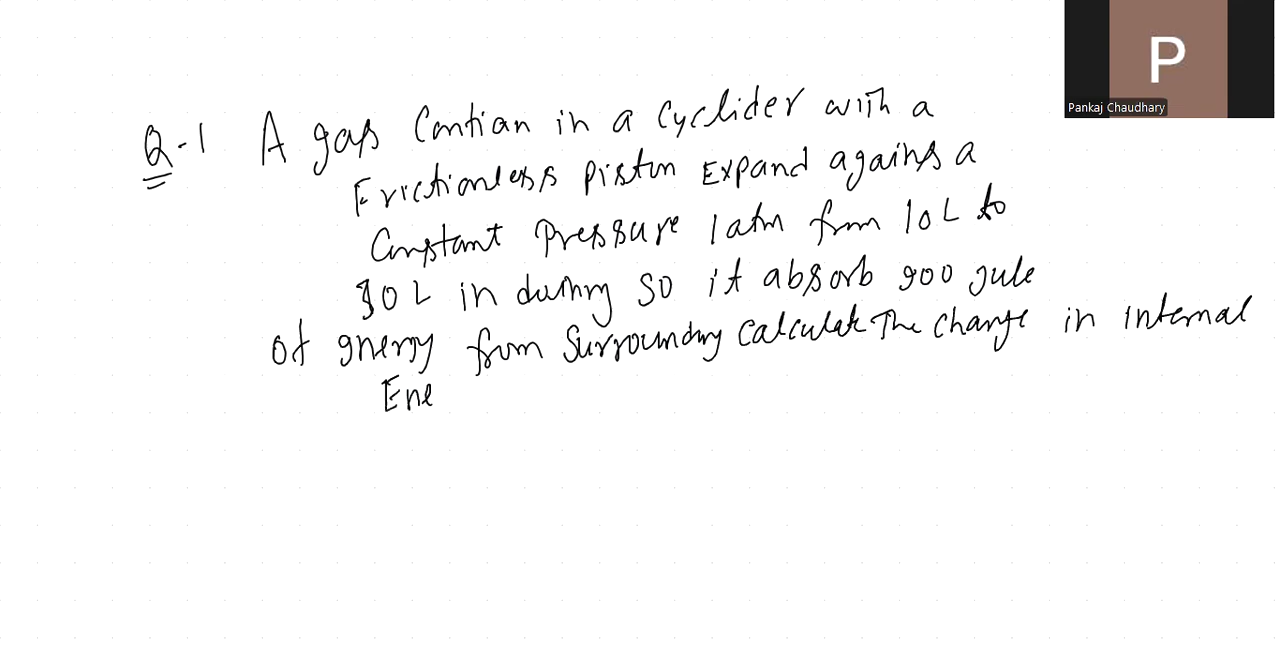 P
Pankaj Chaudhary
Q-1 A gas Contian in a Cyclider with a
Frictionless Piston Expand agains a
Constant Pressure 1atm from 10L to
30L in during So it absorb 900 jule
of enerjy from Surrounding Calculate The Change in internal
Ene